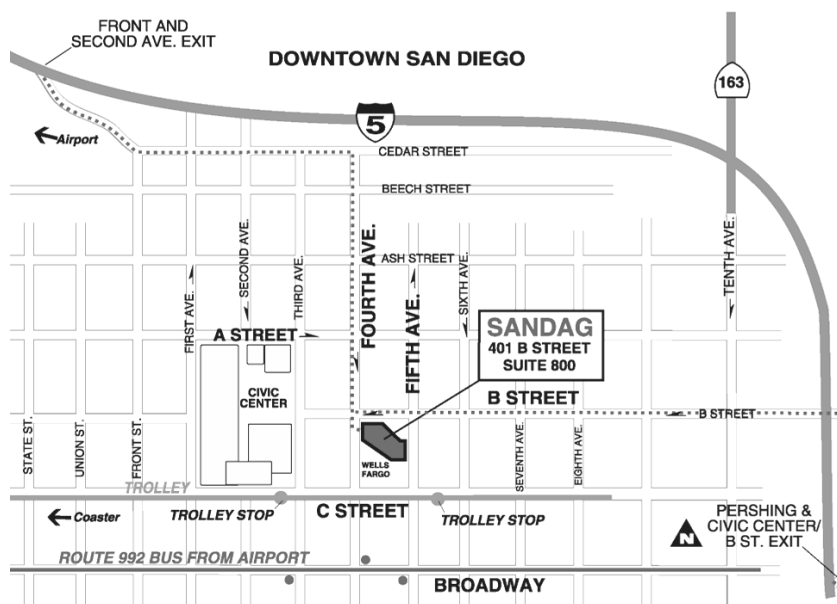 FRONT AND
SECOND AVE. EXIT
DOWNTOWN SAN DIEGO
163
5
Airport
CEDAR STREET
BEECH STREET
ASH STREET
FIRST AVE.
SECOND AVE.
THIRD AVE.
FOURTH AVE.
FIFTH AVE.
SIXTH AVE.
TENTH AVE.
A STREET
SANDAG
401 B STREET
SUITE 800
CIVIC
CENTER
B STREET
B STREET
STATE ST.
UNION ST.
FRONT ST.
WELLS
FARGO
SEVENTH AVE.
EIGHTH AVE.
TROLLEY
Coaster
TROLLEY STOP
C STREET
TROLLEY STOP
PERSHING &
CIVIC CENTER/
B ST. EXIT
N
ROUTE 992 BUS FROM AIRPORT
BROADWAY